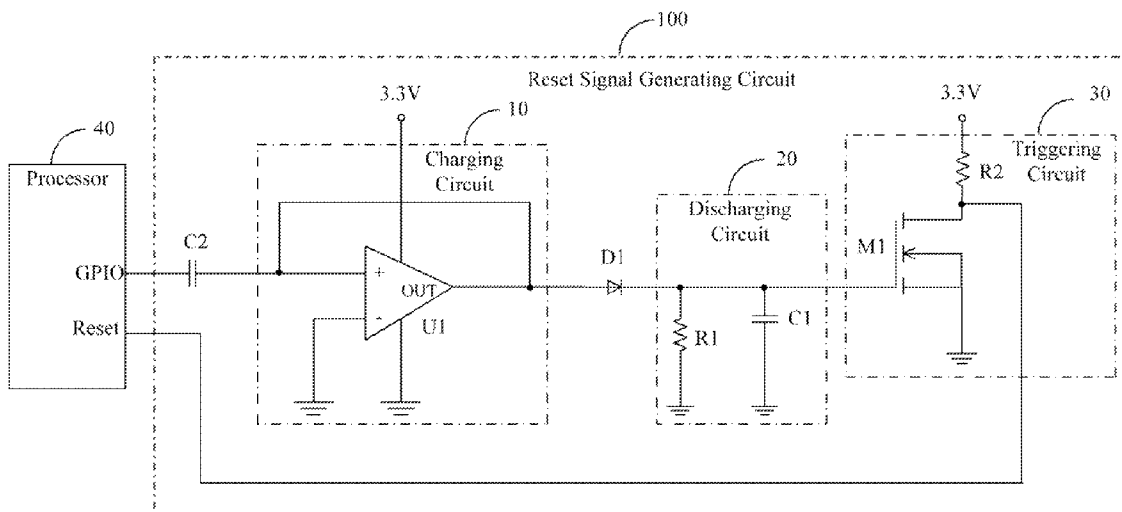 100
Reset Signal Generating Circuit
3.3V
10
3.3V
30
40
Charging
Circuit
20
Triggering
Circuit
Processor
R2
Discharging
Circuit
C2
D1
M1
GPIO
+
OUT
-
U1
Reset
R1
C1